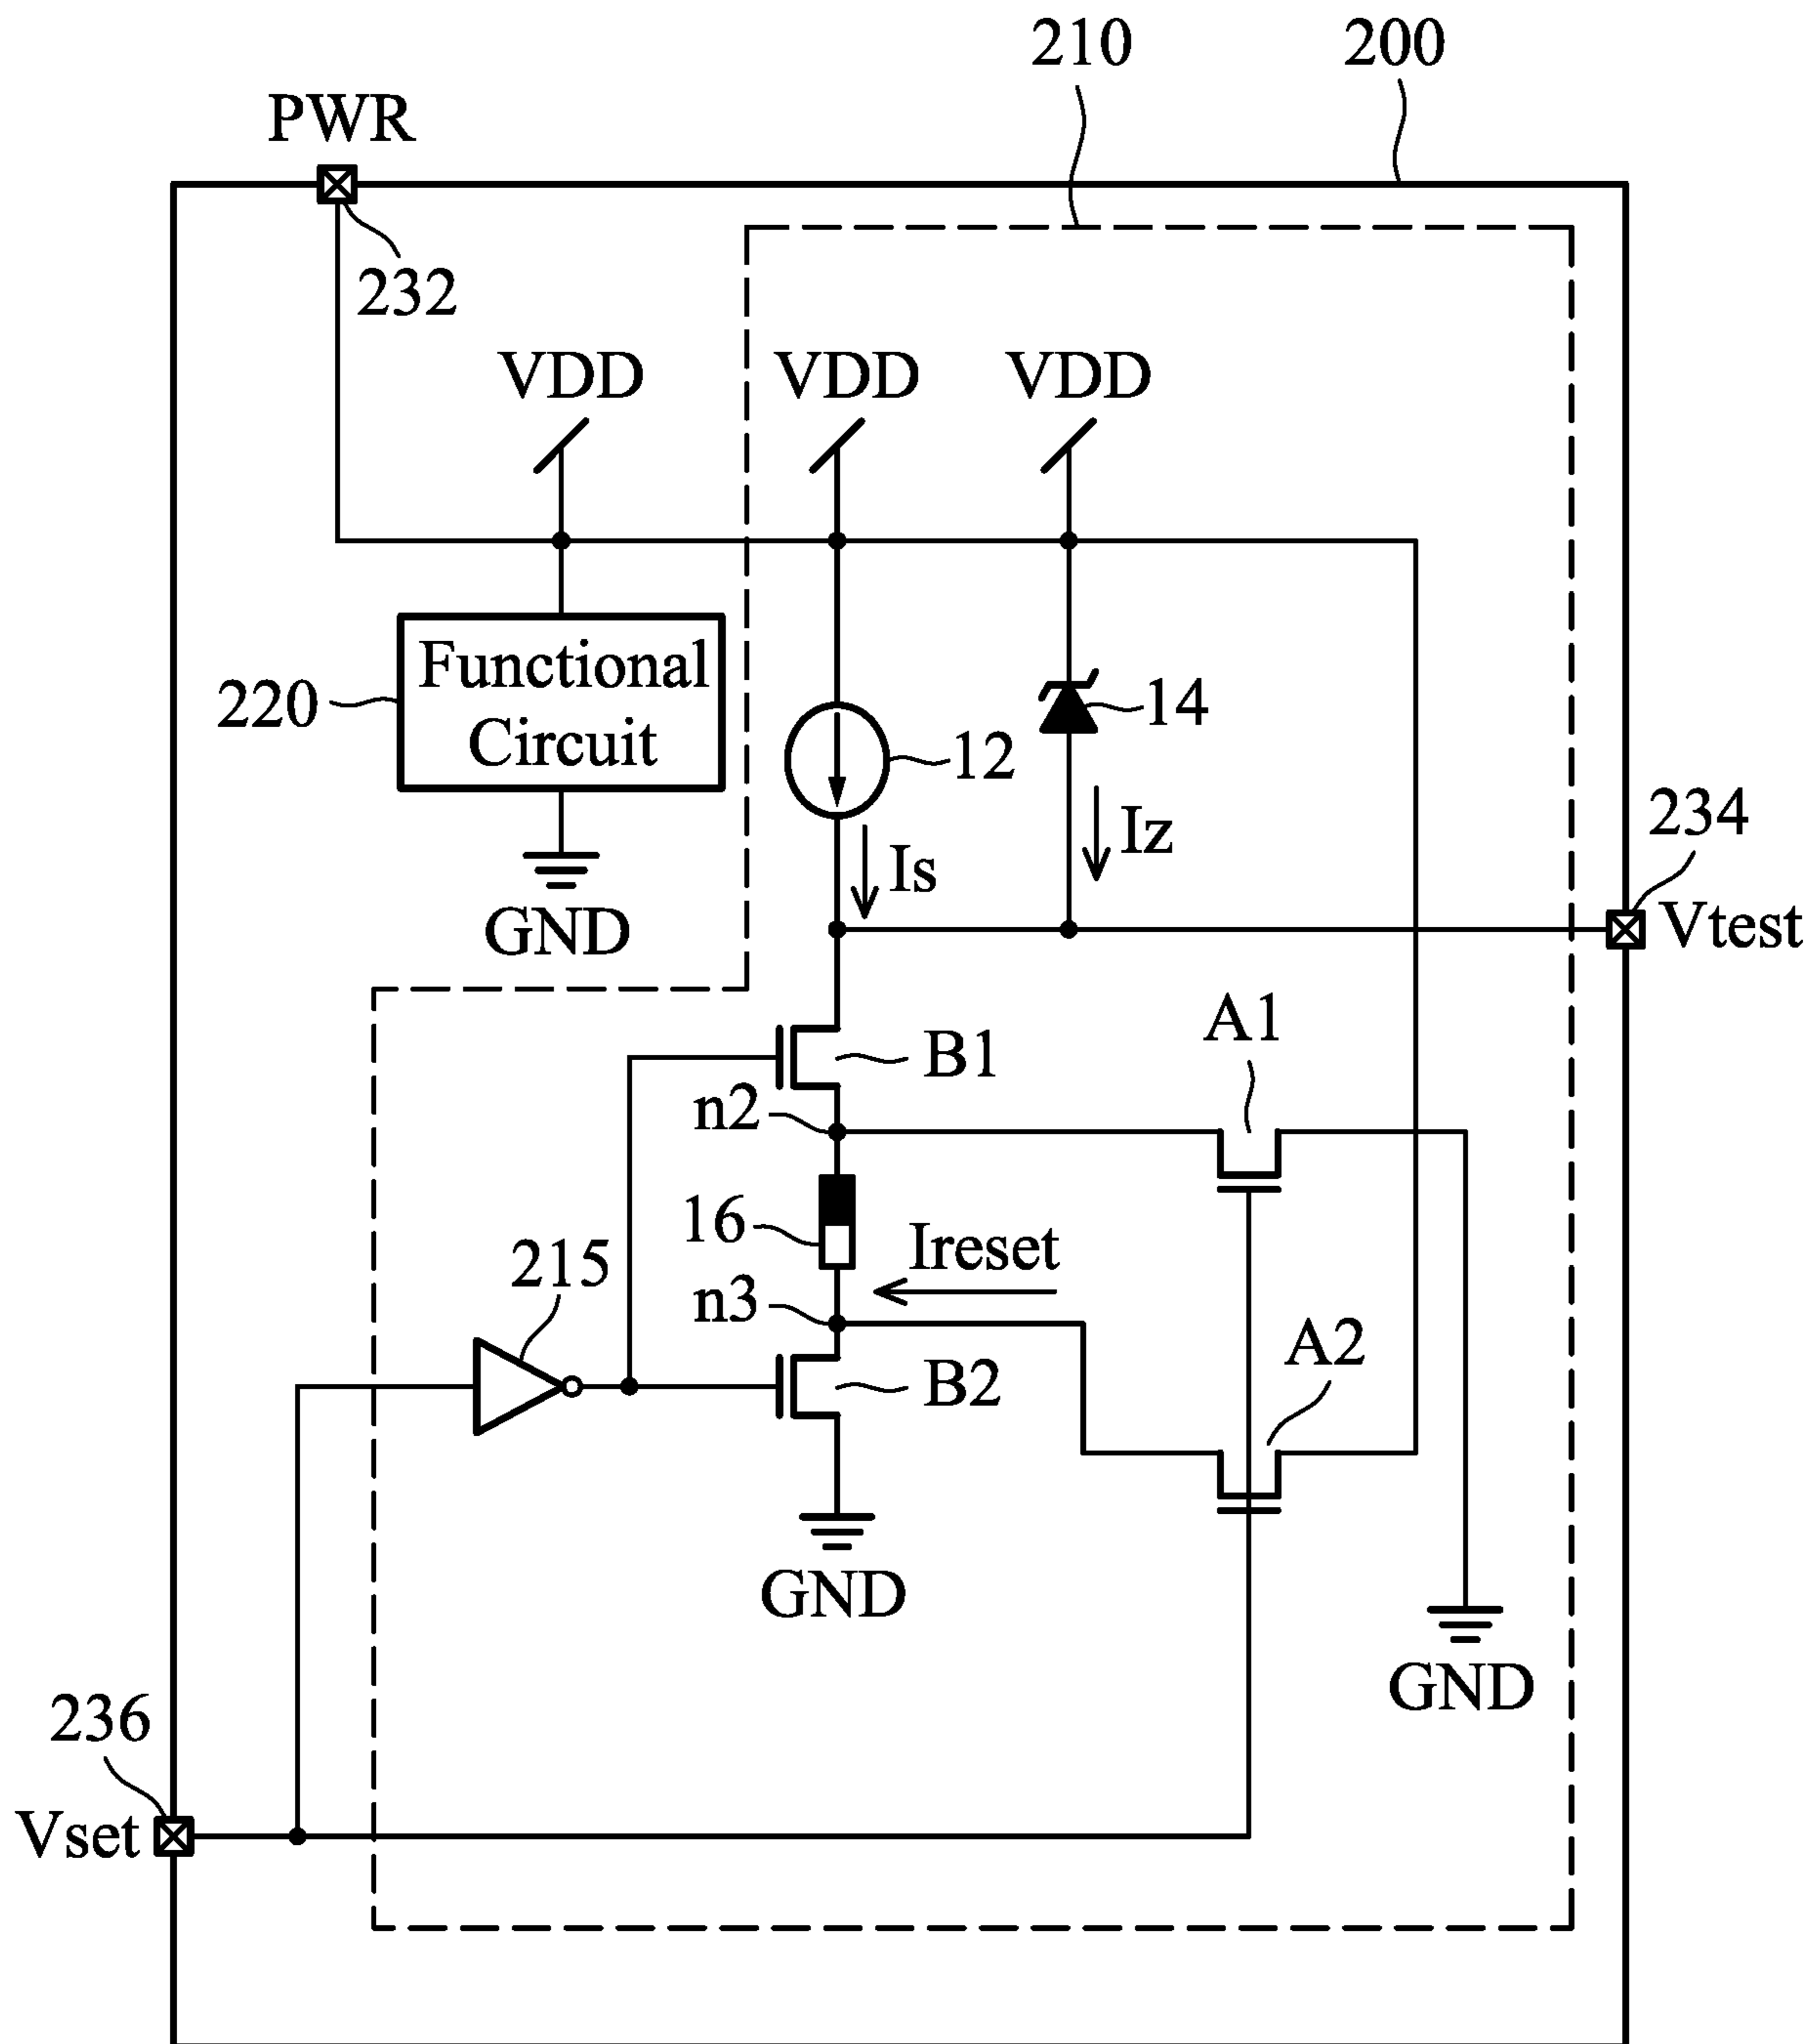 210
200
PWR
232
VDD
VDD
VDD
Functional
Circuit
220
14
12
234
Iz
Is
Vtest
GND
A1
B1
n2
16
Ireset
215
n3
A2
B2
GND
GND
236
Vset